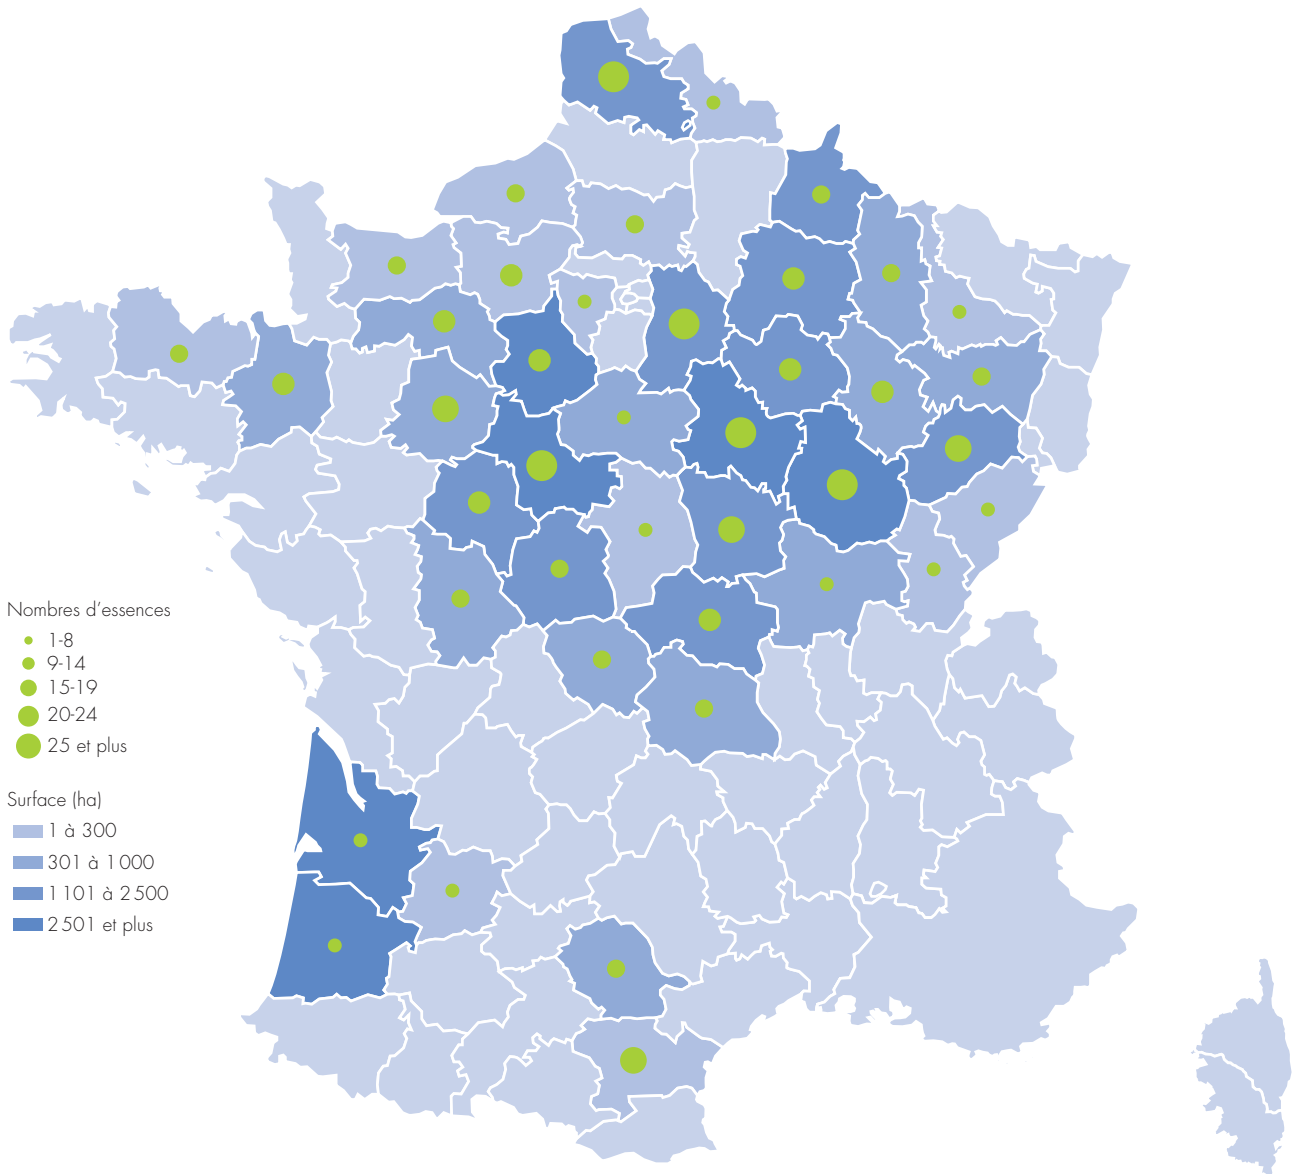 Nombres d'essences
1-8
9-14
15-19
20-24
25 et plus
Surface (ha)
1 à 300
301 à 1 000
1 101 à 2 500
2 501 et plus